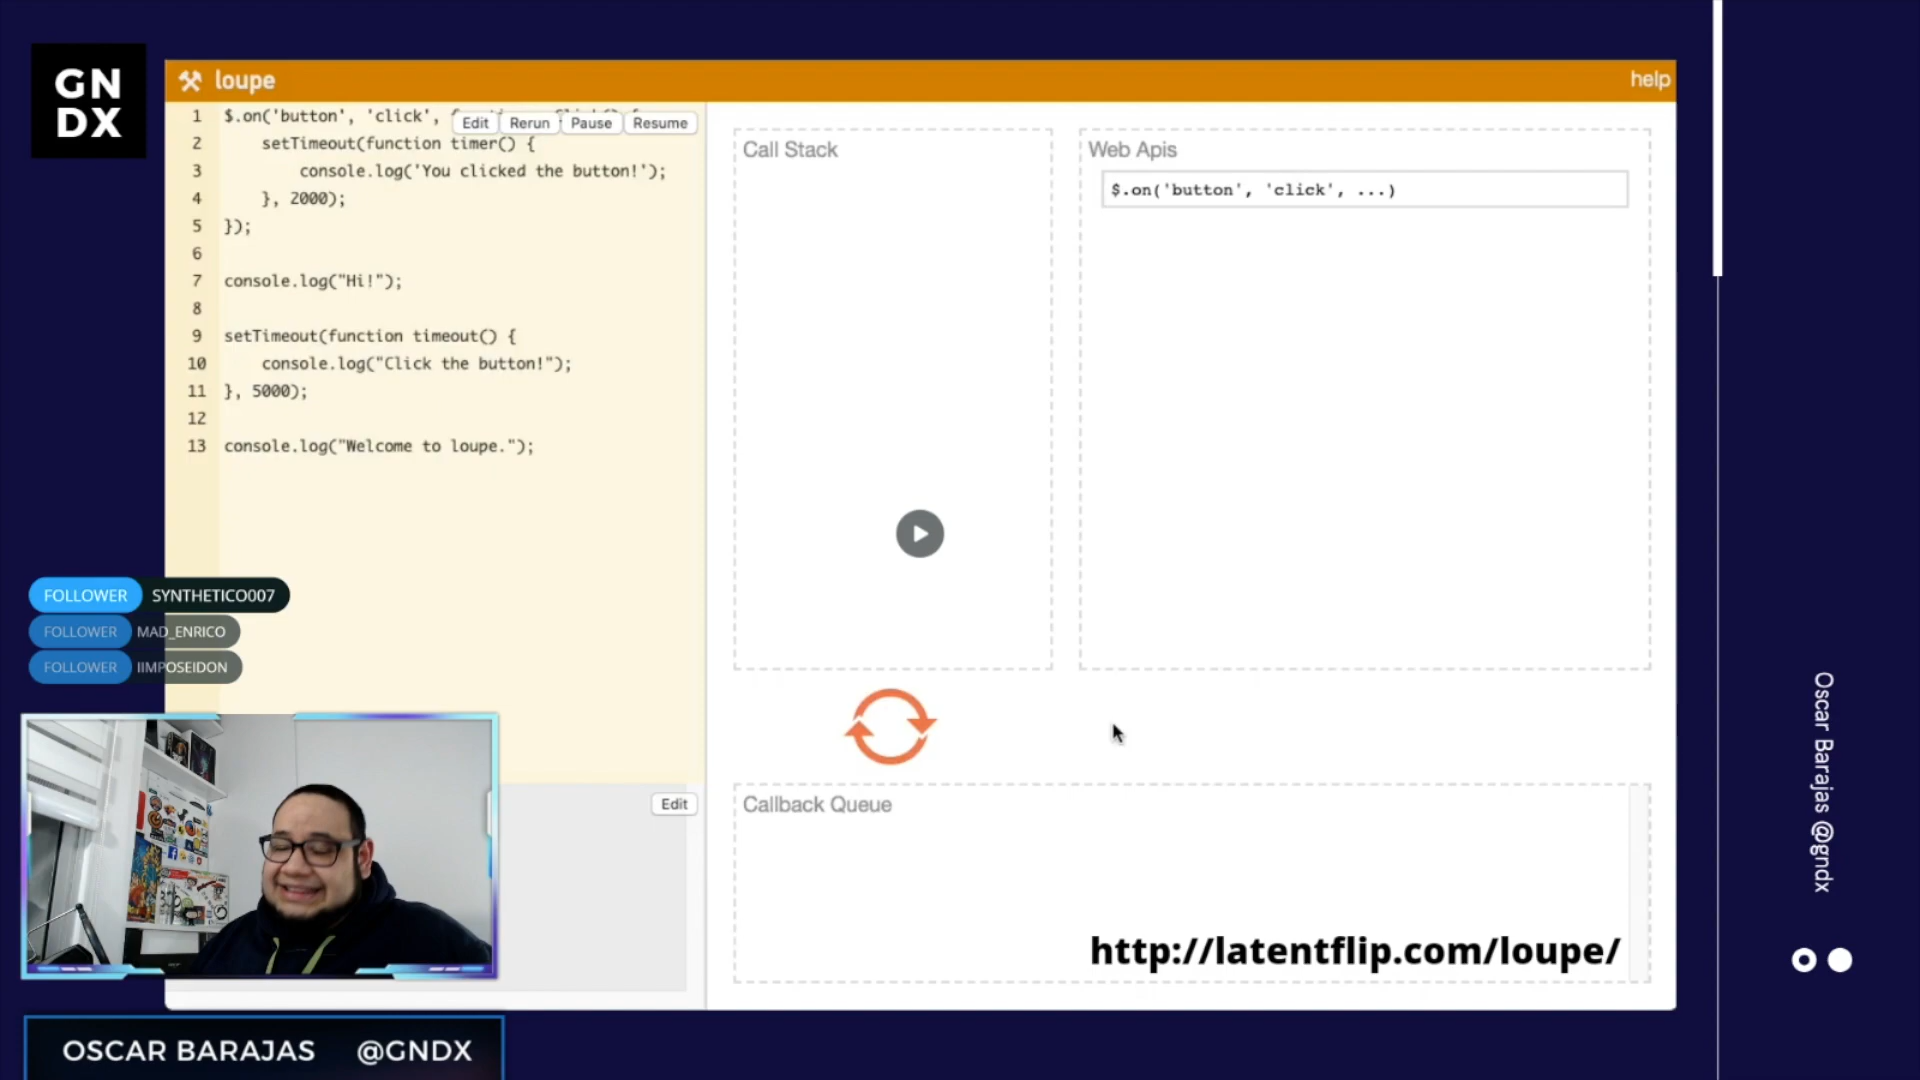 GN
DX
loupe
help
1 $.on('button', 'click',
Edit Rerun Pause Resume
2 setTimeout(function timer() {
3 console.log('You clicked the button!');
4 }, 2000);
5 });
6
7 console.log("Hi!");
8
9 setTimeout(function timeout() {
10 console.log("Click the button!");
11 }, 5000);
12
13 console.log("Welcome to loupe.");
Call Stack
Web Apis
$.on('button', 'click', ...)
FOLLOWER SYNTHETICO007
FOLLOWER MAD_ENRICO
FOLLOWER IIMPOSEIDON
Edit
Callback Queue
http://latentflip.com/loupe/
Oscar Barajas @gndx
OSCAR BARAJAS @GNDX